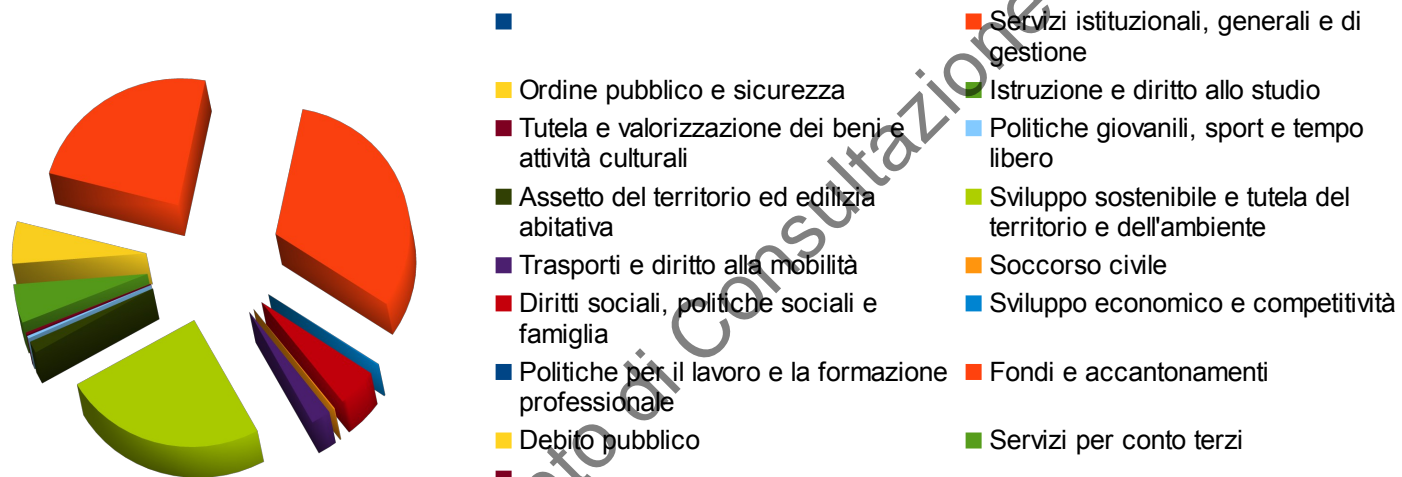 Servizi istituzionali, generali e di
gestione
Ordine pubblico e sicurezza
Istruzione e diritto allo studio
Tutela e valorizzazione dei beni e
attività culturali
Politiche giovanili, sport e tempo
libero
Assetto del territorio ed edilizia
abitativa
Sviluppo sostenibile e tutela del
territorio e dell'ambiente
Trasporti e diritto alla mobilità
Soccorso civile
Diritti sociali, politiche sociali e
famiglia
Sviluppo economico e competitività
Politiche per il lavoro e la formazione
professionale
Fondi e accantonamenti
Debito pubblico
Servizi per conto terzi
di Consultazione